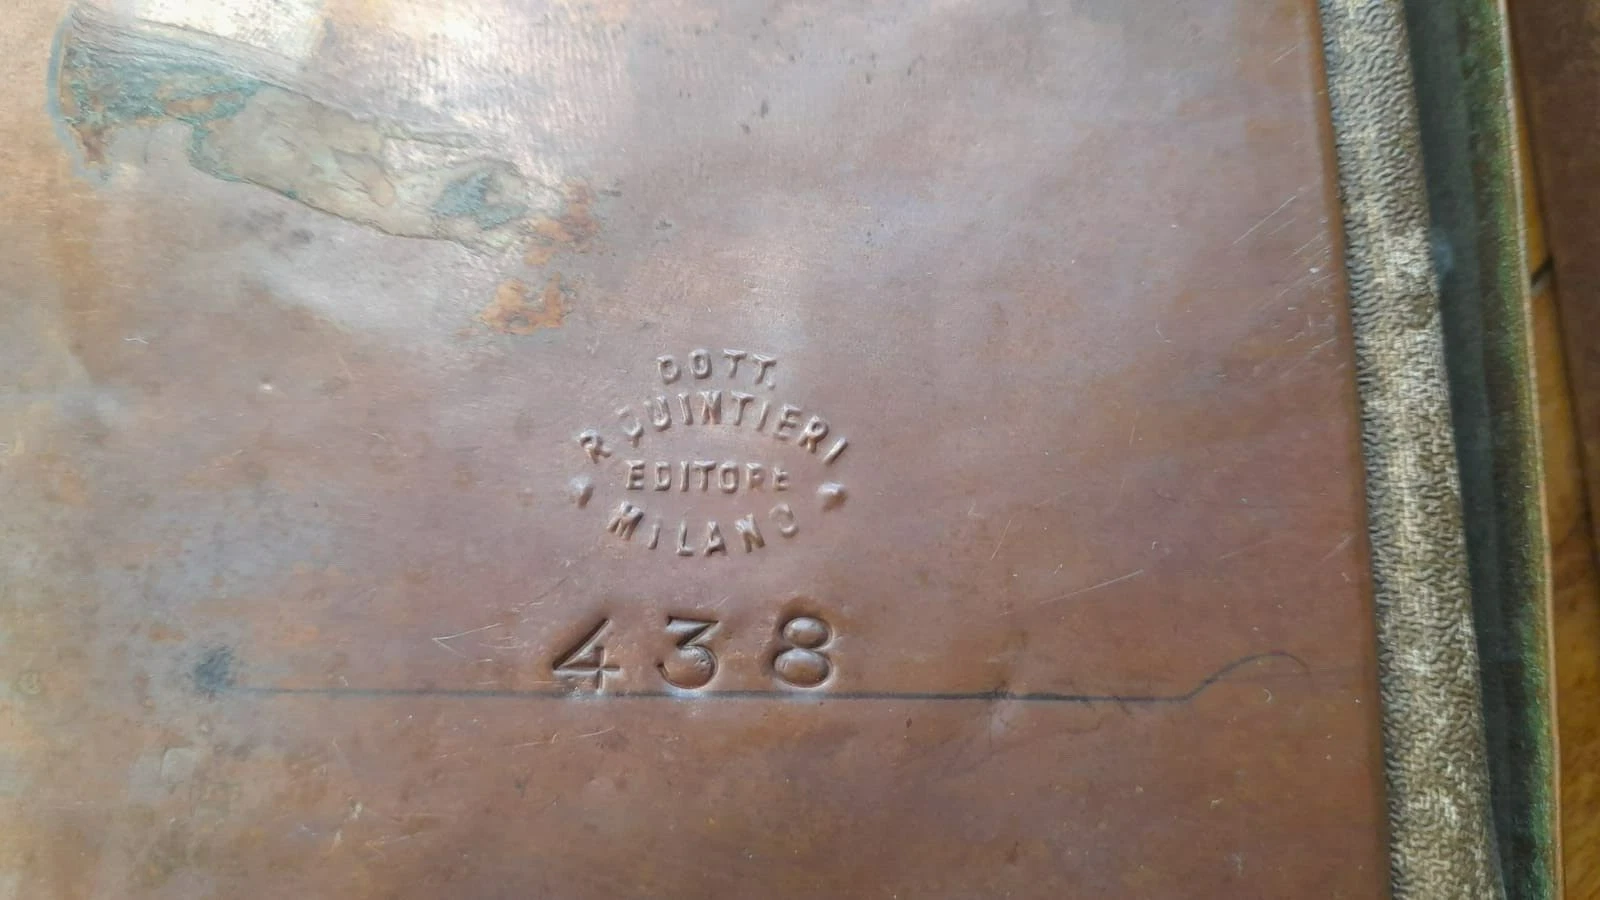 DOTT.
R. QUINTIERI
EDITORE
MILANO
438